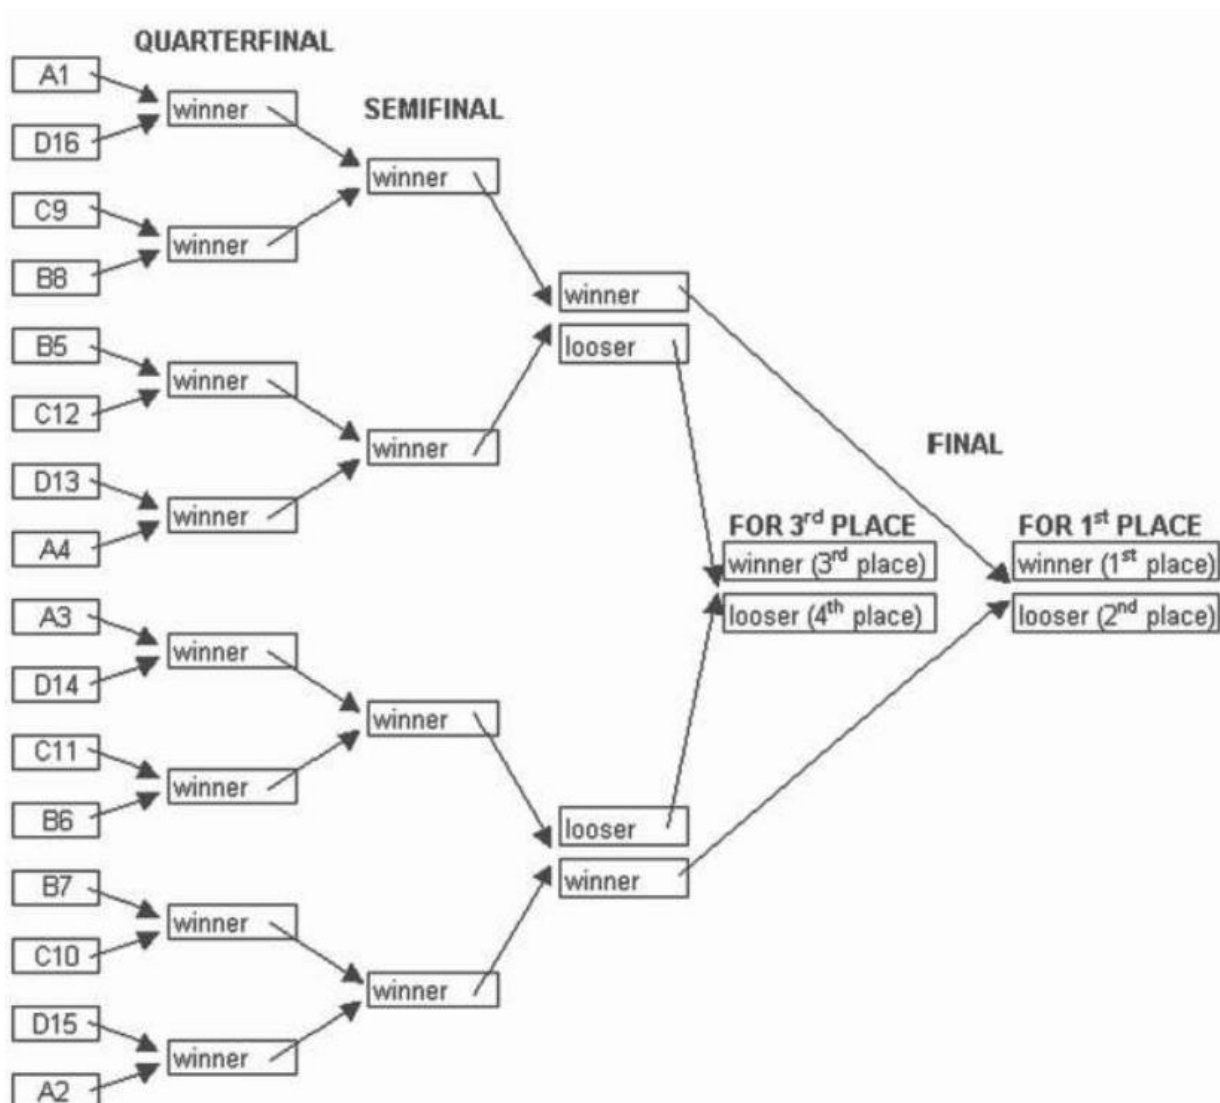 QUARTERFINAL
A1
winner
SEMIFINAL
D16
winner
C9
winner
B8
winner
B5
looser
winner
C12
winner
FINAL
D13
winner
FOR 3rd PLACE
FOR 1st PLACE
A4
winner (3rd place)
winner (1st place)
A3
looser (4th place)
looser (2nd place)
winner
D14
winner
C11
winner
B6
looser
B7
winner
winner
C10
winner
D15
winner
A2